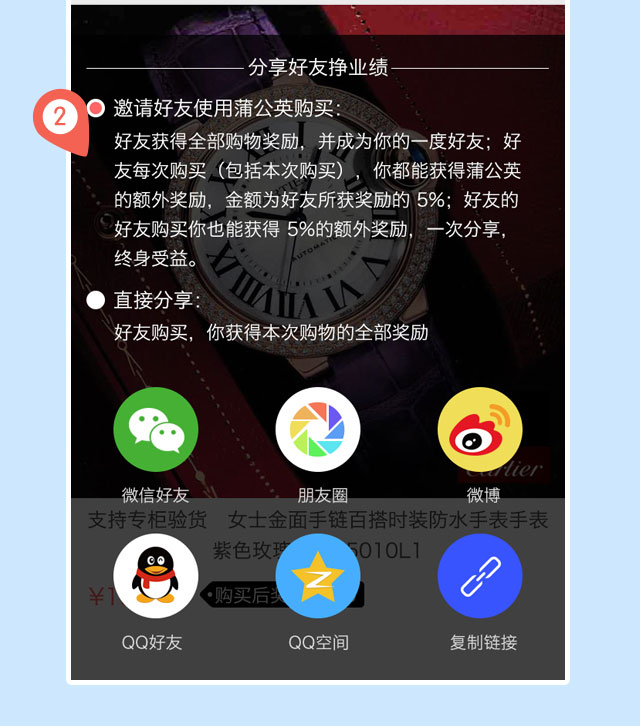 分享好友挣业绩
2
邀请好友使用蒲公英购买：
好友获得全部购物奖励，并成为你的一度好友；好
友每次购买（包括本次购买），你都能获得蒲公英
的额外奖励，金额为好友所获奖励的 5%；好友的
好友购买你也能获得 5%的额外奖励，一次分享，
终身受益。
直接分享：
好友购买，你获得本次购物的全部奖励
AUTOMATIC
Cartier
微信好友
朋友圈
微博
支持专柜验货 女士金面手链百搭时装防水手表手表
紫色玫 5010L1
¥1
购买后奖
QQ好友
QQ空间
复制链接